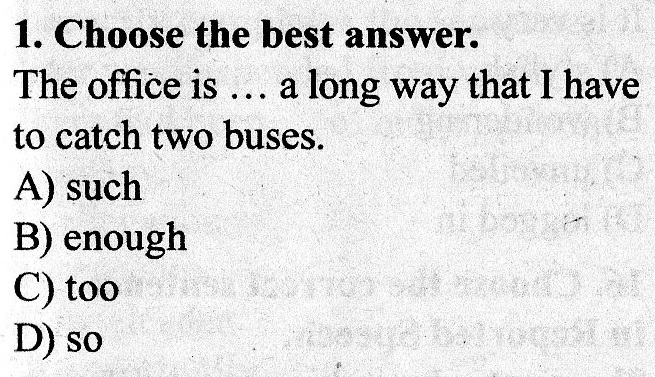 1. Choose the best answer.
The office is ... a long way that I have
to catch two buses.
A) such
B) enough
C) too
D) so